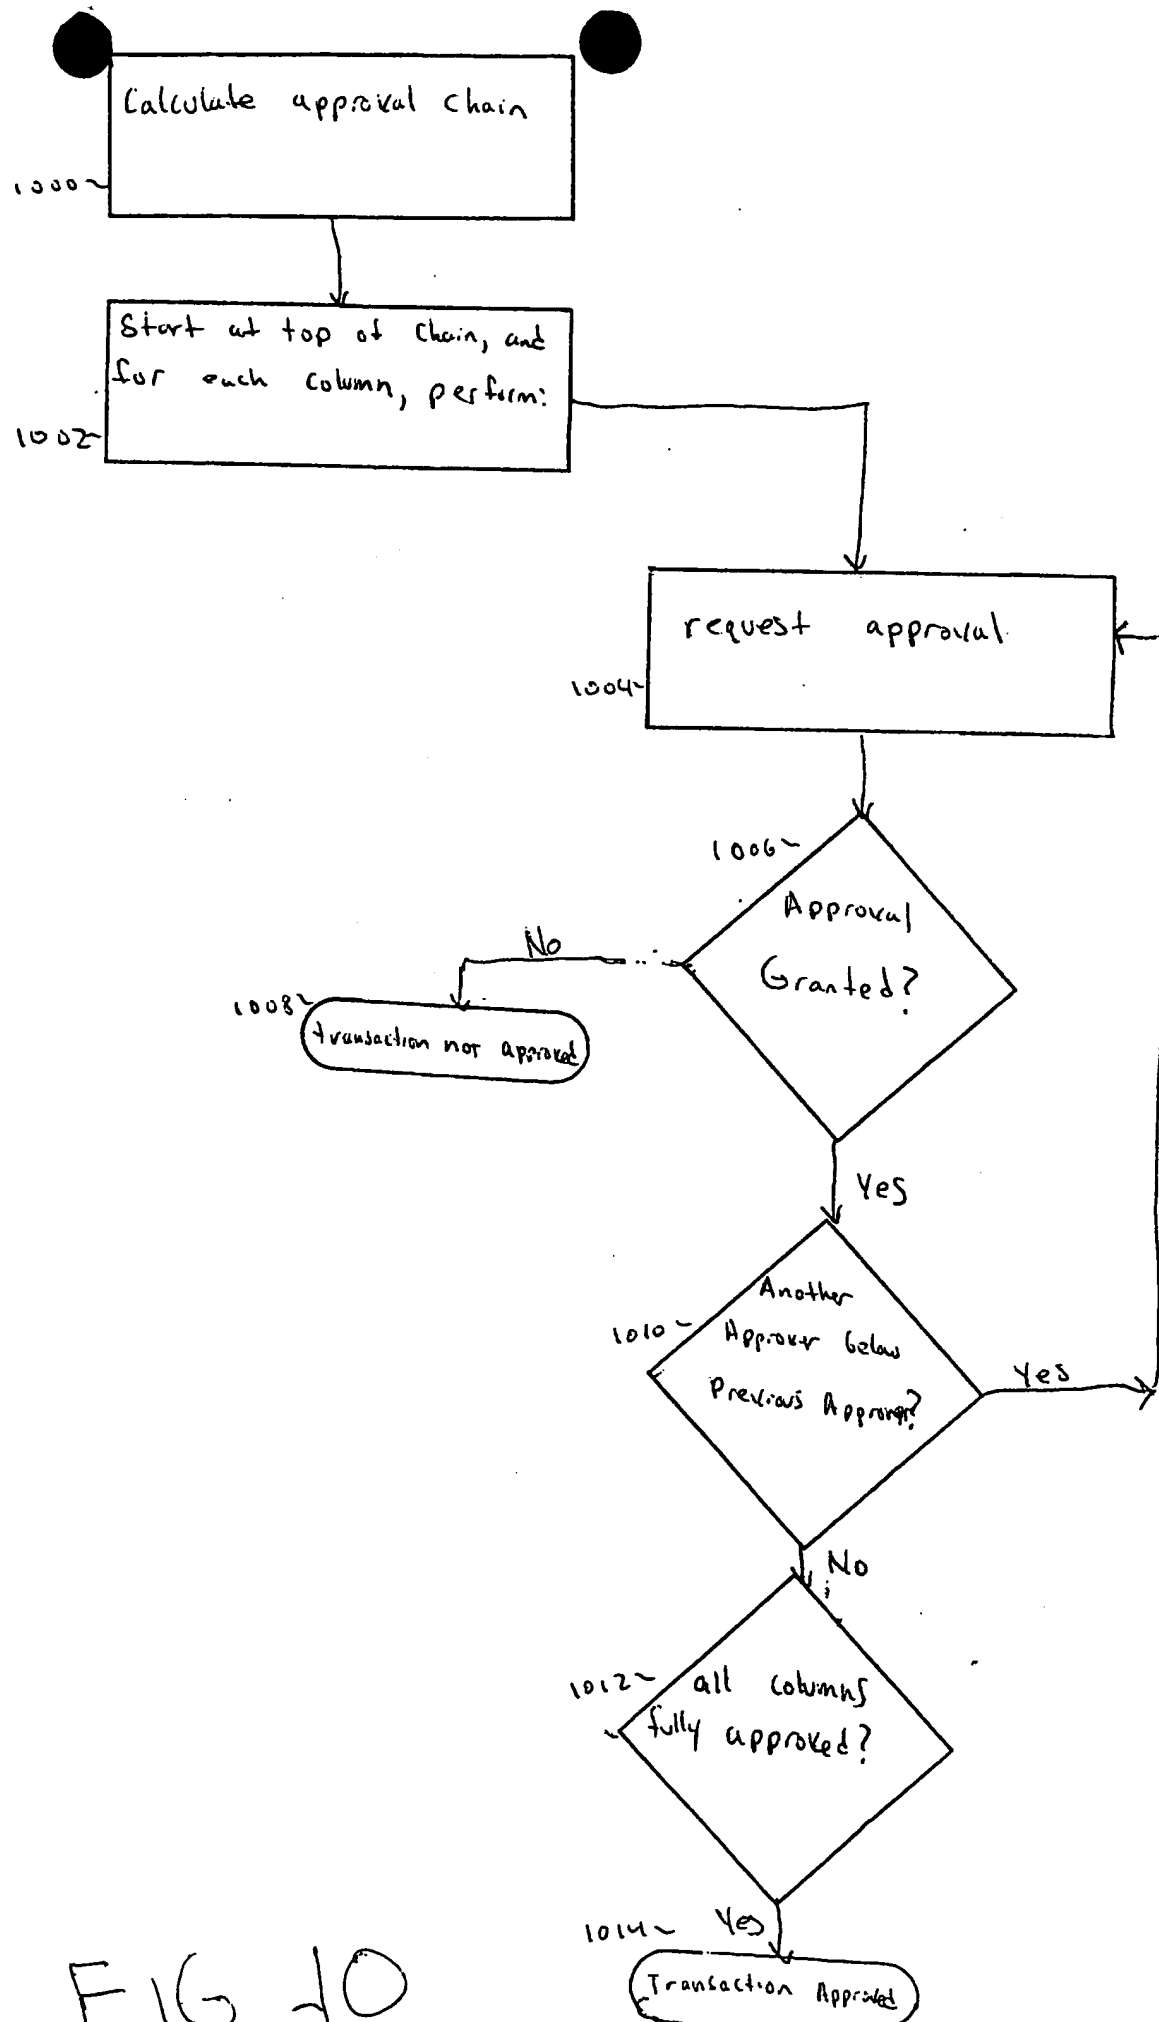 Calculate approval chain
1000
Start at top of chain, and
for each column, perform:
1002
request approval
1004
1006
Approval
Granted?
No
1008
transaction not approved
Yes
Another
Approver below
Previous Approver?
1010
Yes
No
1012
all columns
fully approved?
Yes
1014
Transaction Approved
FIG 10